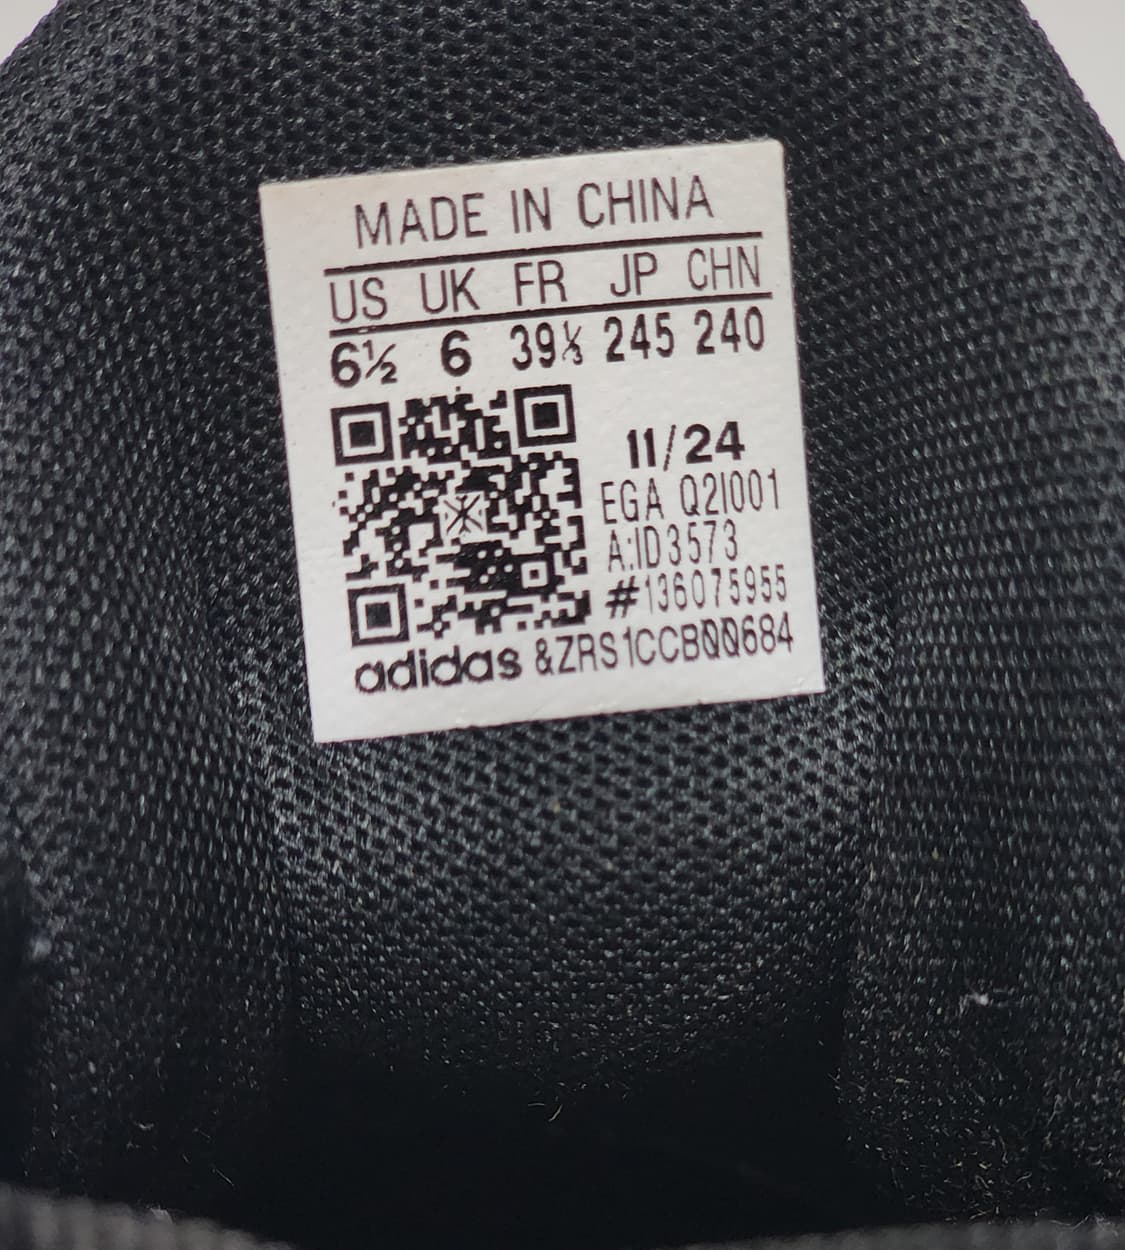 MADE IN CHINA
US UK FR JP CHN
6½ 6 39⅓ 245 240
11/24
EGA Q21001
A:ID3573
#136075955
adidas &ZRS1CCB00684